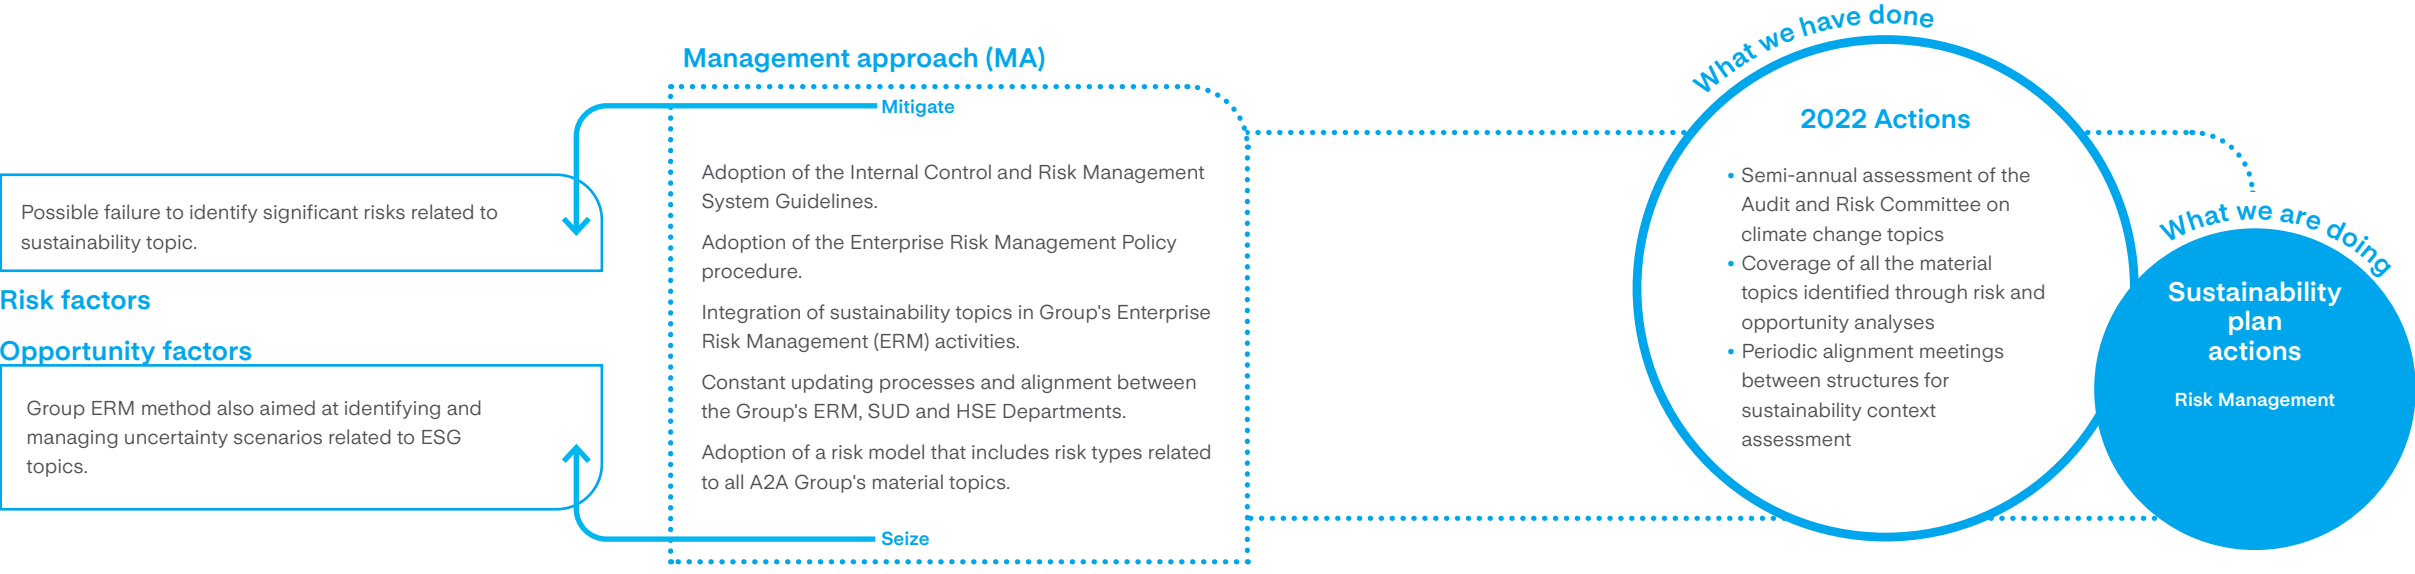 Possible failure to identify significant risks related to
sustainability topic.
Risk factors
Opportunity factors
Group ERM method also aimed at identifying and
managing uncertainty scenarios related to ESG
topics.
Management approach (MA)
Mitigate
Adoption of the Internal Control and Risk Management
System Guidelines.
Adoption of the Enterprise Risk Management Policy
procedure.
Integration of sustainability topics in Group's Enterprise
Risk Management (ERM) activities.
Constant updating processes and alignment between
the Group's ERM, SUD and HSE Departments.
Adoption of a risk model that includes risk types related
to all A2A Group's material topics.
Seize
What we have done
2022 Actions
• Semi-annual assessment of the
Audit and Risk Committee on
climate change topics
• Coverage of all the material
topics identified through risk and
opportunity analyses
• Periodic alignment meetings
between structures for
sustainability context
assessment
What we are doing
Sustainability
plan
actions
Risk Management